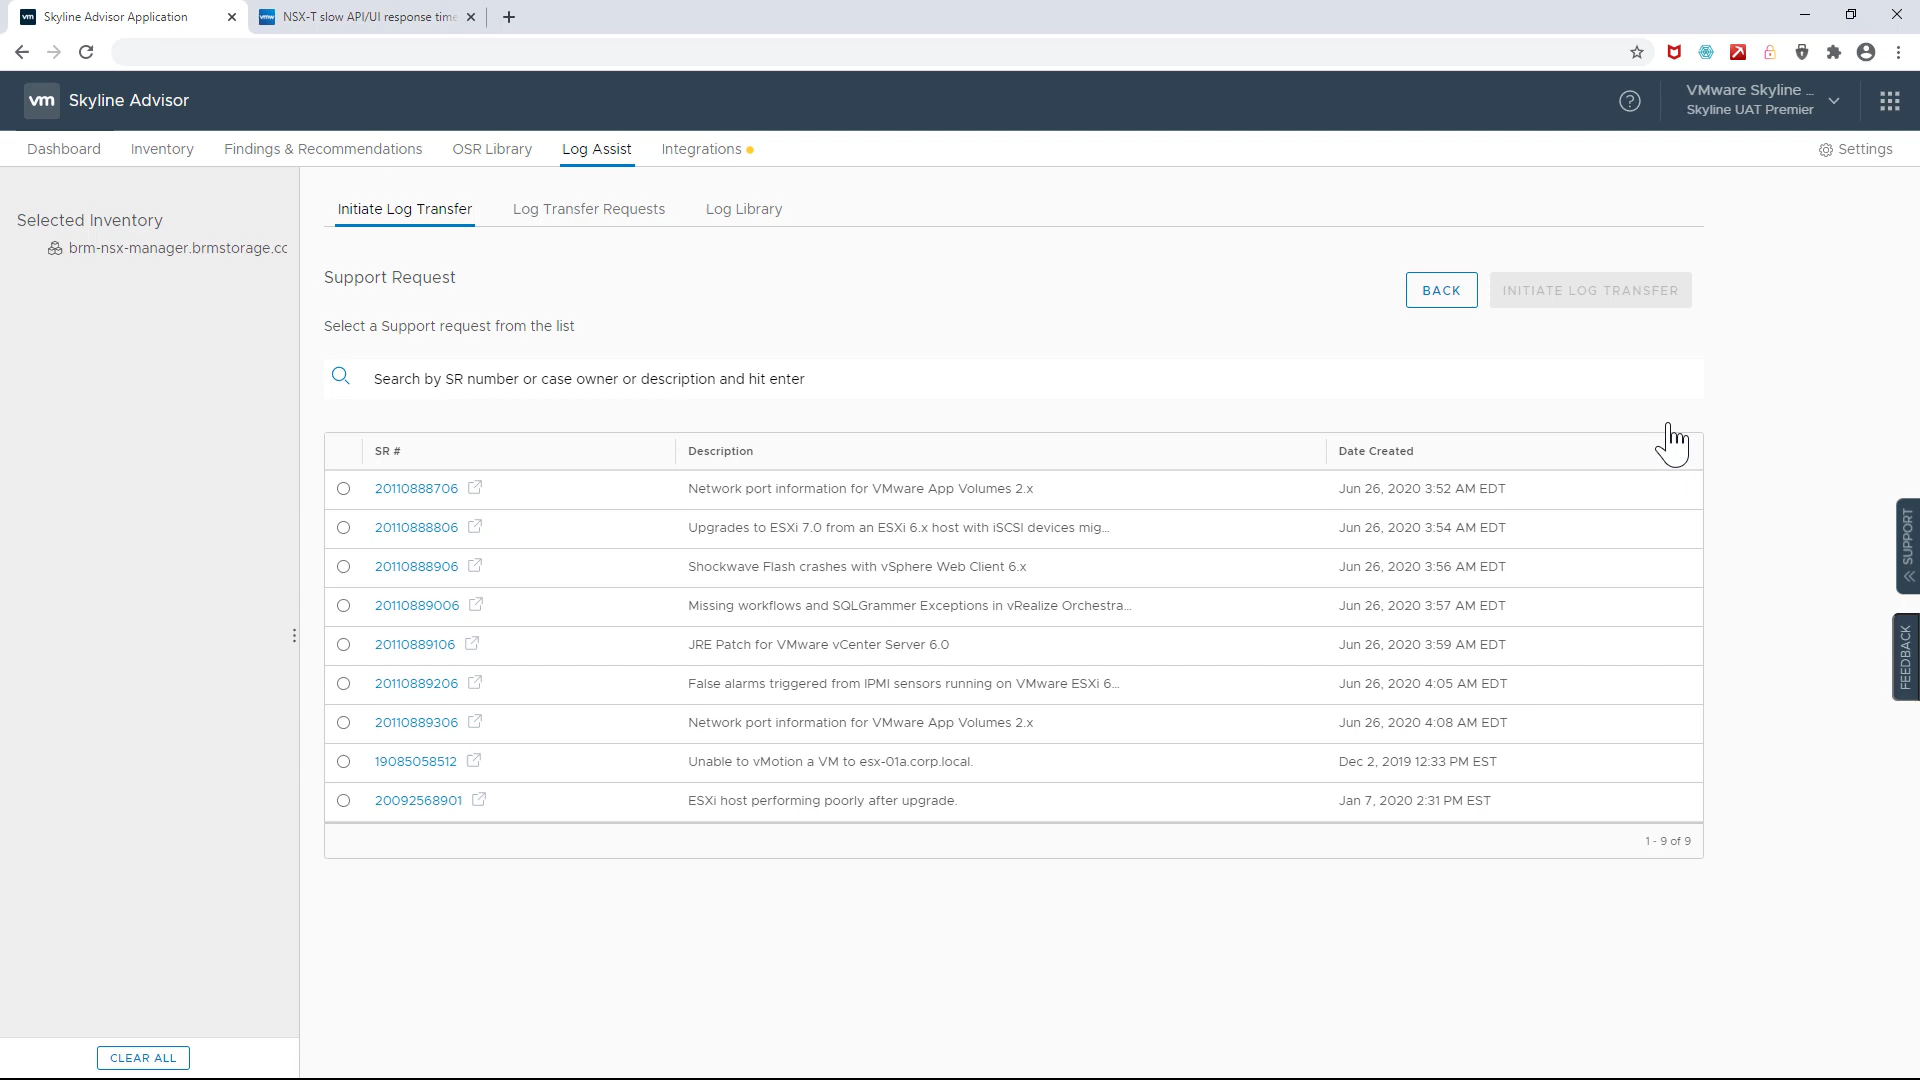 vm Skyline Advisor Application
vmw NSX-T slow API/UI response time
vm Skyline Advisor
VMware Skyline ...
Skyline UAT Premier
Dashboard Inventory Findings & Recommendations OSR Library Log Assist Integrations Settings
Selected Inventory
brm-nsx-manager.brmstorage.cc
Initiate Log Transfer Log Transfer Requests Log Library
Support Request
BACK INITIATE LOG TRANSFER
Select a Support request from the list
Search by SR number or case owner or description and hit enter
SR # Description Date Created
20110888706 Network port information for VMware App Volumes 2.x Jun 26, 2020 3:52 AM EDT
20110888806 Upgrades to ESXi 7.0 from an ESXi 6.x host with iSCSI devices mig... Jun 26, 2020 3:54 AM EDT
20110888906 Shockwave Flash crashes with vSphere Web Client 6.x Jun 26, 2020 3:56 AM EDT
20110889006 Missing workflows and SQLGrammer Exceptions in vRealize Orchestra... Jun 26, 2020 3:57 AM EDT
20110889106 JRE Patch for VMware vCenter Server 6.0 Jun 26, 2020 3:59 AM EDT
20110889206 False alarms triggered from IPMI sensors running on VMware ESXi 6... Jun 26, 2020 4:05 AM EDT
20110889306 Network port information for VMware App Volumes 2.x Jun 26, 2020 4:08 AM EDT
19085058512 Unable to vMotion a VM to esx-01a.corp.local. Dec 2, 2019 12:33 PM EST
20092568901 ESXi host performing poorly after upgrade. Jan 7, 2020 2:31 PM EST
1 - 9 of 9
SUPPORT
FEEDBACK
CLEAR ALL